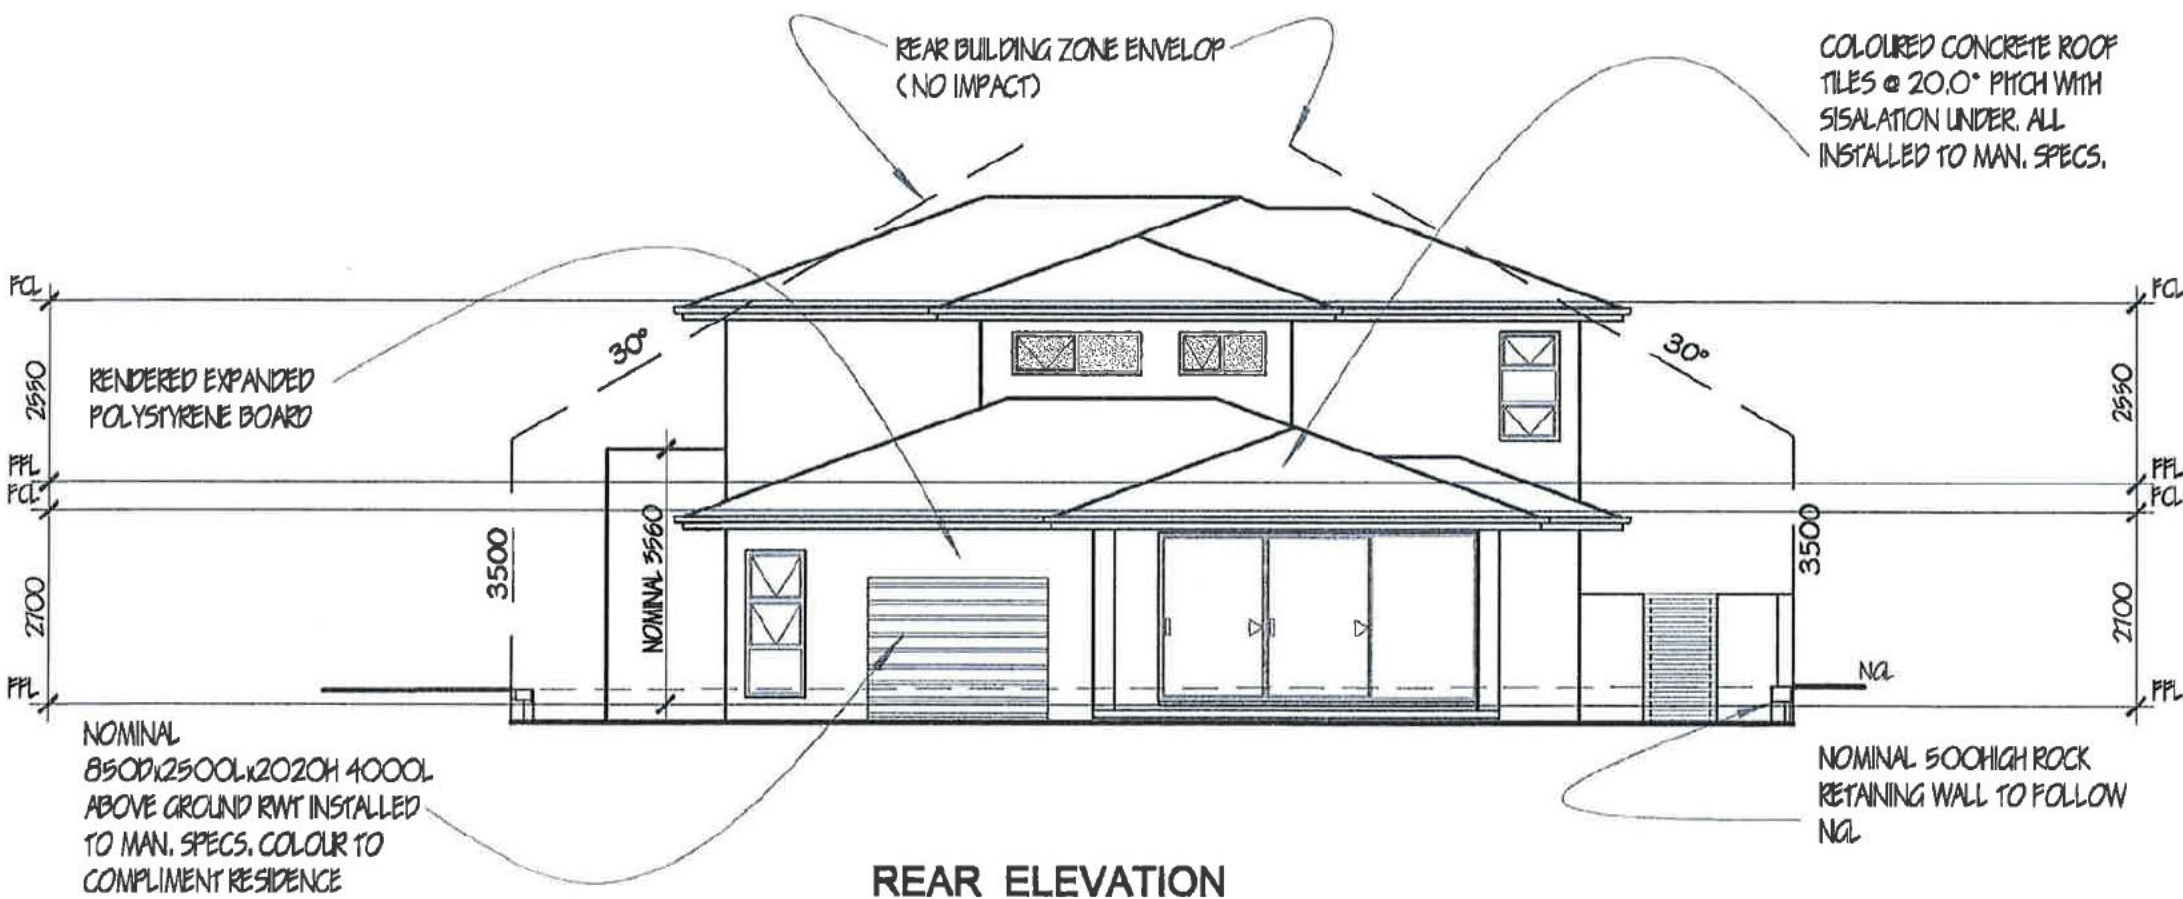 REAR BUILDING ZONE ENVELOP
(NO IMPACT)
COLOURED CONCRETE ROOF
TILES @ 20.0° PITCH WITH
SISALATION UNDER. ALL
INSTALLED TO MAN. SPECS.
FCL
FCL
30°
30°
RENDERED EXPANDED
POLYSTYRENE BOARD
2550
2550
FFL
FFL
FCL
FCL
3500
NOMINAL 3560
3500
2700
2700
NGL
FFL
FFL
NOMINAL
850Dx2500Lx2020H 4000L
ABOVE GROUND RWT INSTALLED
TO MAN. SPECS. COLOUR TO
COMPLIMENT RESIDENCE
NOMINAL 500HIGH ROCK
RETAINING WALL TO FOLLOW
NGL
REAR ELEVATION